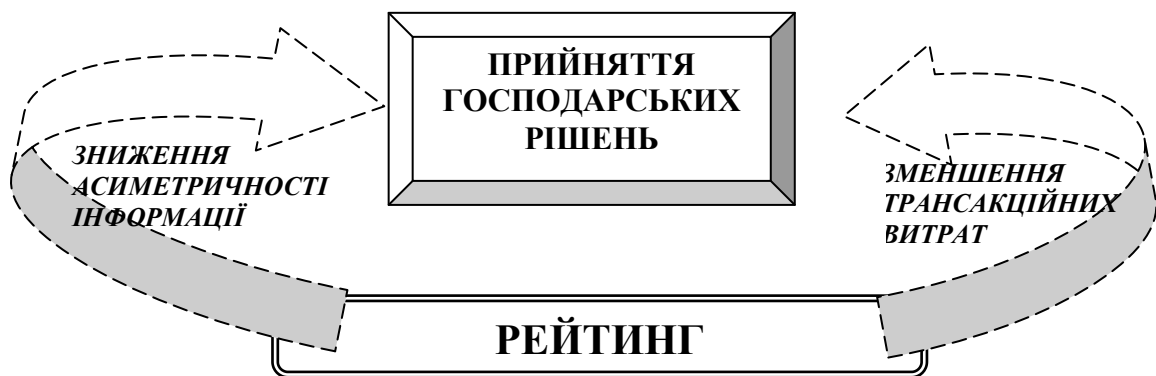 ПРИЙНЯТТЯ
ГОСПОДАРСЬКИХ
РІШЕНЬ
ЗНИЖЕННЯ
АСИМЕТРИЧНОСТІ
ІНФОРМАЦІЇ
ЗМЕНШЕННЯ
ТРАНСАКЦІЙНИХ
ВИТРАТ
РЕЙТИНГ